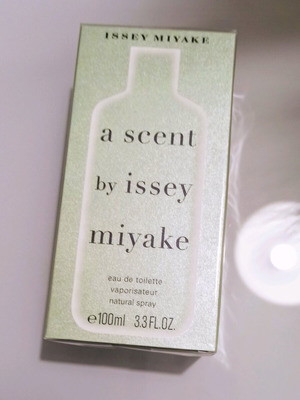 ISSEY MIYAKE
a scent
by issey
miyake
eau de toilette
vaporisateur
natural spray
℮100ml 3.3 FL.OZ.